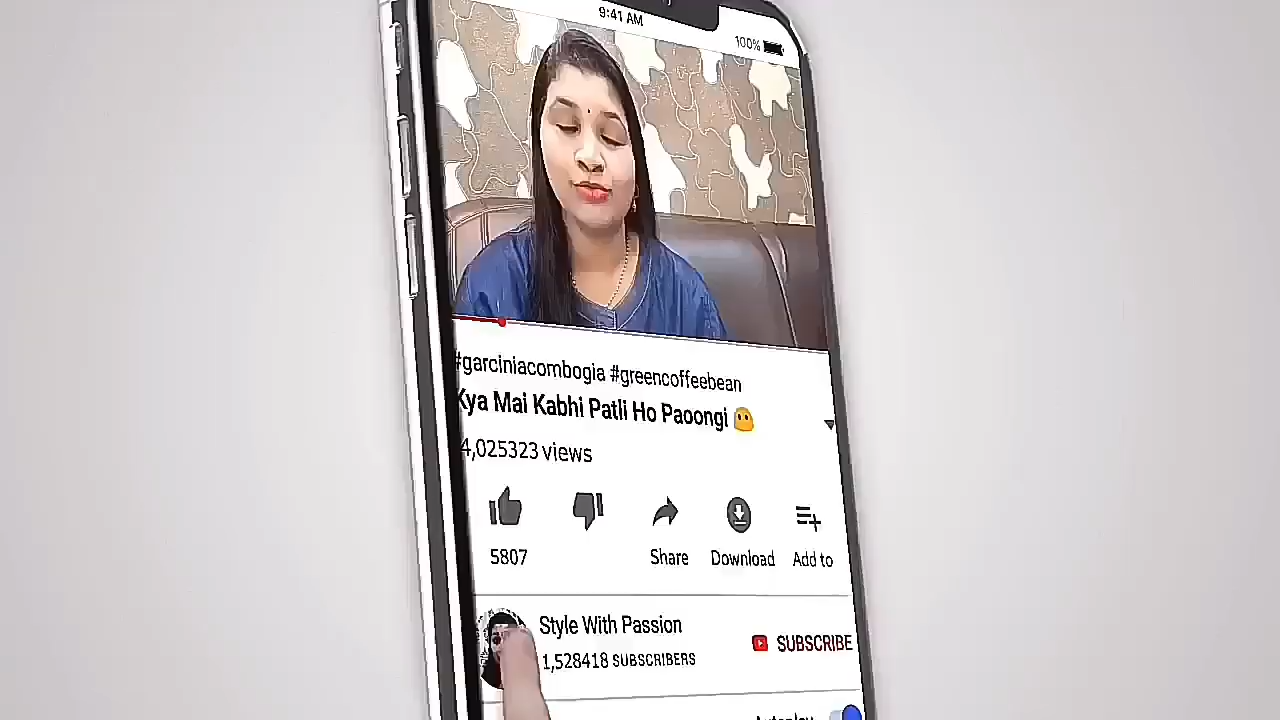 9:41 AM
100%
#garciniacombogia #greencoffeebean
Kya Mai Kabhi Patli Ho Paoongi
4,025323 views
5807
Share
Download
Add to
Style With Passion
SUBSCRIBE
1,528418 SUBSCRIBERS
Autoplay